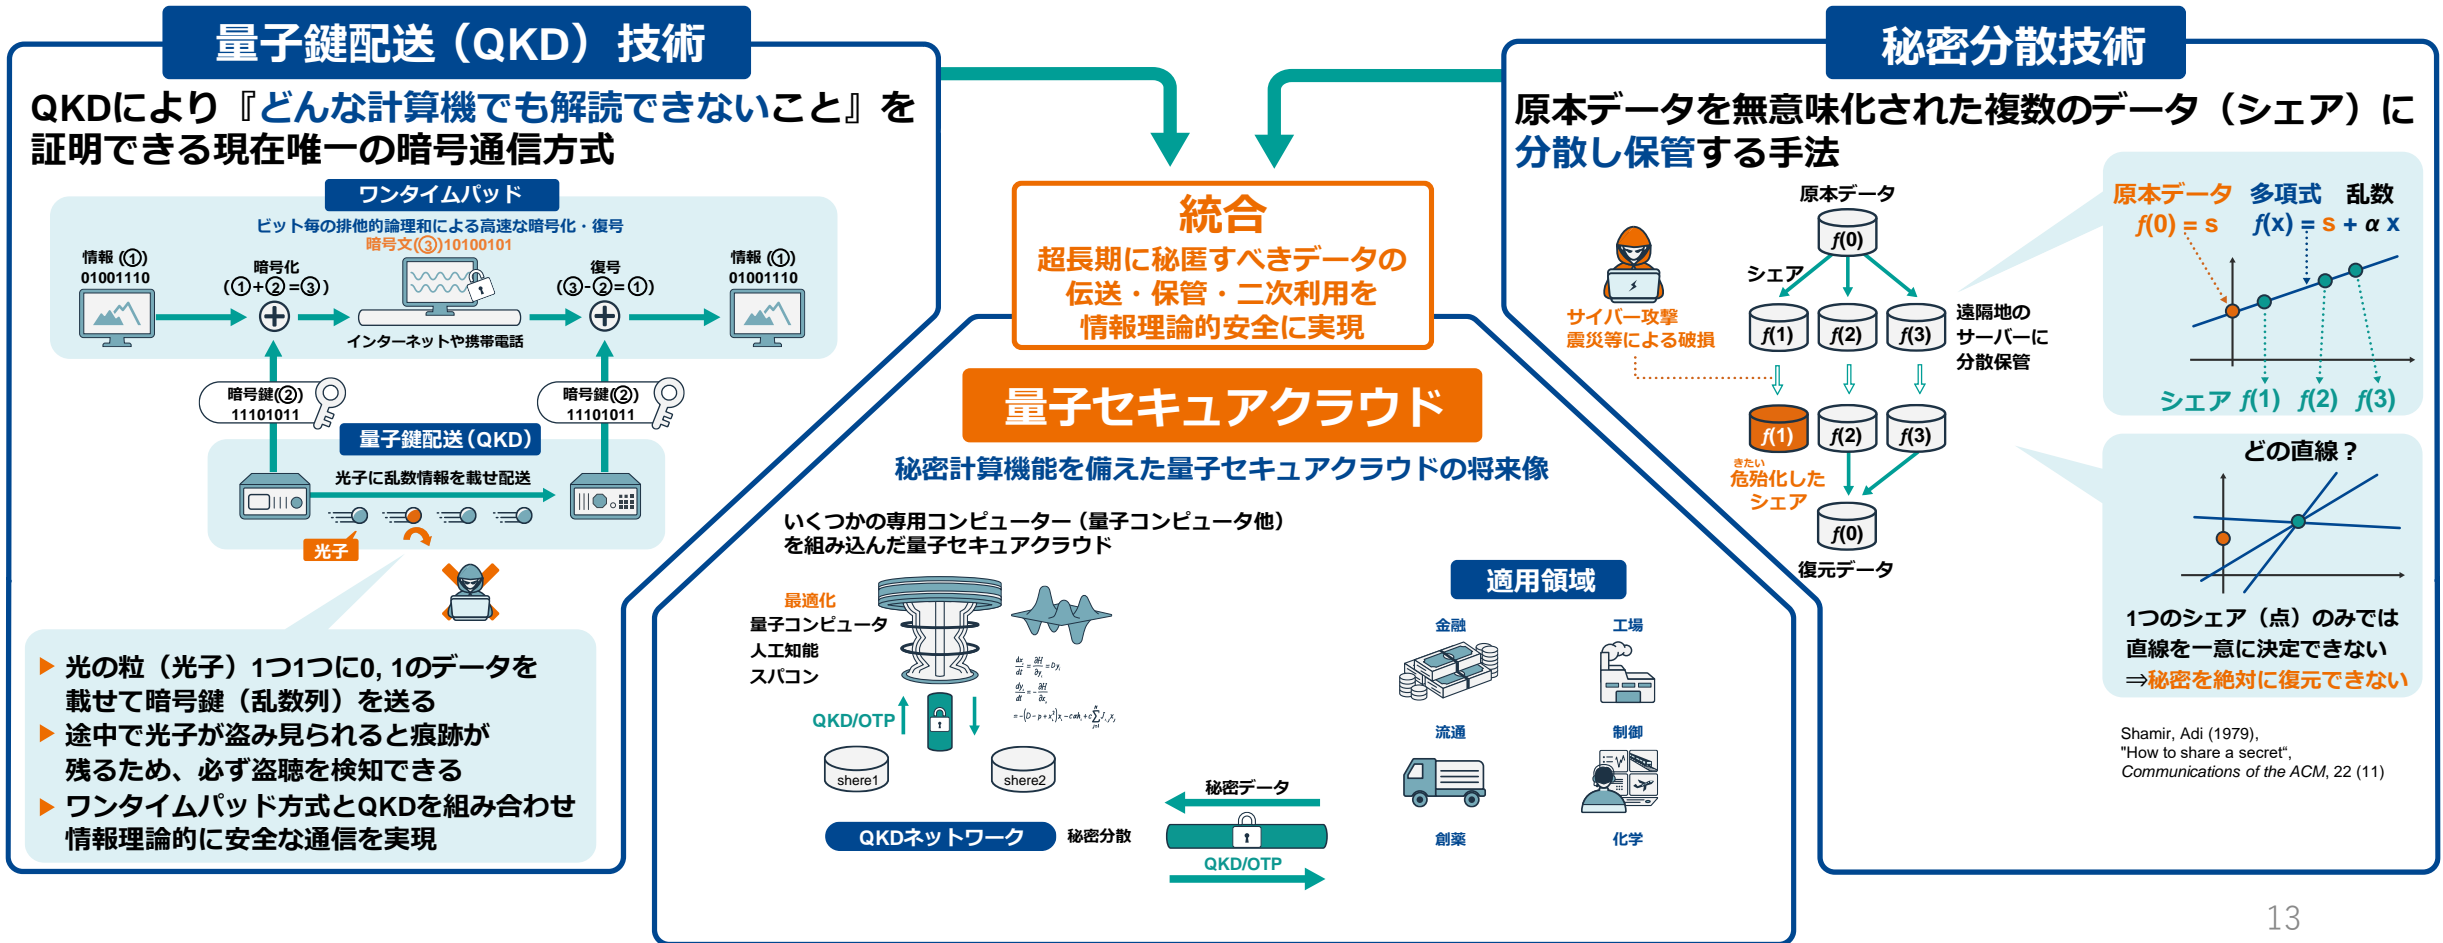 量子鍵配送（QKD）技術
QKDにより『どんな計算機でも解読できないこと』を
証明できる現在唯一の暗号通信方式
ワンタイムパッド
ビット毎の排他的論理和による高速な暗号化・復号
暗号文(③)10100101
情報 (①)
01001110
暗号化
(①+②=③)
復号
(③-②=①)
情報 (①)
01001110
インターネットや携帯電話
暗号鍵(②)
11101011
暗号鍵(②)
11101011
量子鍵配送（QKD）
光子に乱数情報を載せ配送
光子
▶ 光の粒（光子）1つ1つに0, 1のデータを
載せて暗号鍵（乱数列）を送る
▶ 途中で光子が盗み見られると痕跡が
残るため、必ず盗聴を検知できる
▶ ワンタイムパッド方式とQKDを組み合わせ
情報理論的に安全な通信を実現
統合
超長期に秘匿すべきデータの
伝送・保管・二次利用を
情報理論的安全に実現
量子セキュアクラウド
秘密計算機能を備えた量子セキュアクラウドの将来像
いくつかの専用コンピューター（量子コンピュータ他）
を組み込んだ量子セキュアクラウド
最適化
量子コンピュータ
人工知能
スパコン
QKD/OTP
shere1
shere2
QKDネットワーク
秘密分散
秘密データ
QKD/OTP
適用領域
金融
工場
流通
制御
創薬
化学
秘密分散技術
原本データを無意味化された複数のデータ（シェア）に
分散し保管する手法
原本データ
f(0)
シェア
f(1)
f(2)
f(3)
遠隔地の
サーバーに
分散保管
サイバー攻撃
震災等による破損
f(1)
f(2)
f(3)
きたい
危殆化した
シェア
f(0)
復元データ
原本データ 多項式 乱数
f(0) = s f(x) = s + α x
シェア f(1) f(2) f(3)
どの直線？
1つのシェア（点）のみでは
直線を一意に決定できない
⇒秘密を絶対に復元できない
Shamir, Adi (1979),
"How to share a secret",
Communications of the ACM, 22 (11)
13